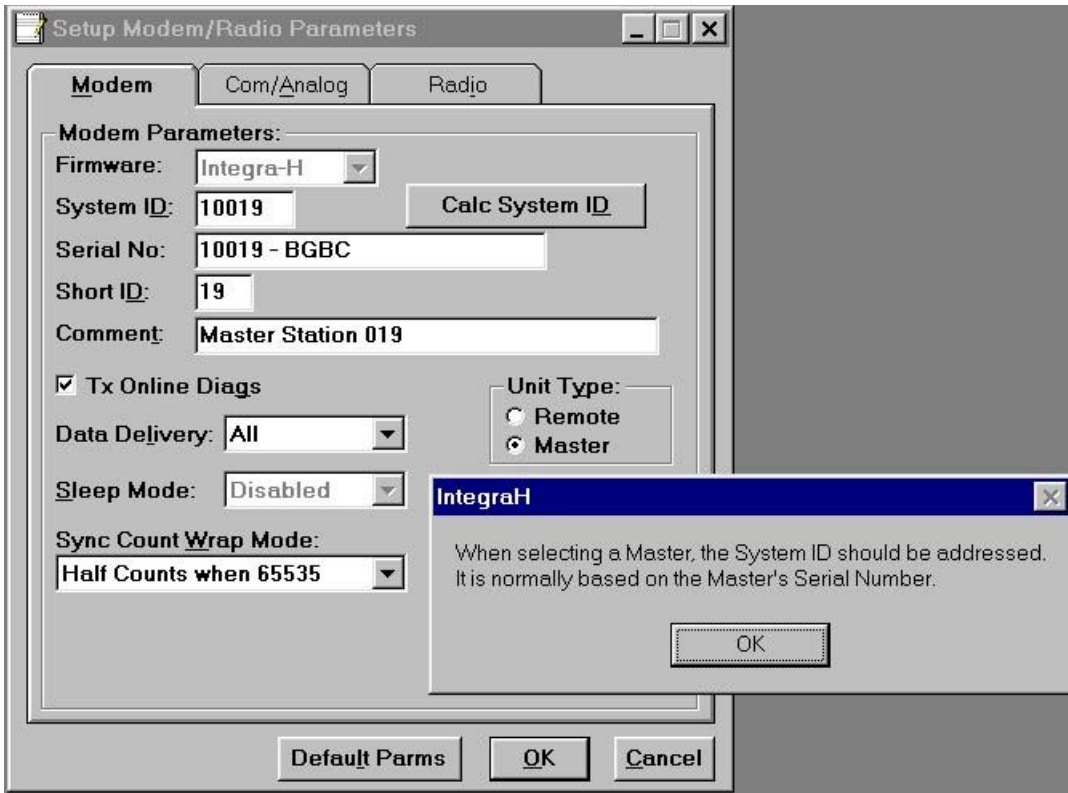 Setup Modem/Radio Parameters
Modem
Com/Analog
Radio
Modem Parameters:
Firmware: Integra-H
System ID: 10019 Calc System ID
Serial No: 10019 - BGBC
Short ID: 19
Comment: Master Station 019
Tx Online Diags
Unit Type:
Remote
Master
Data Delivery: All
Sleep Mode: Disabled
Sync Count Wrap Mode:
Half Counts when 65535
IntegraH
When selecting a Master, the System ID should be addressed.
It is normally based on the Master's Serial Number.
OK
Default Parms OK Cancel